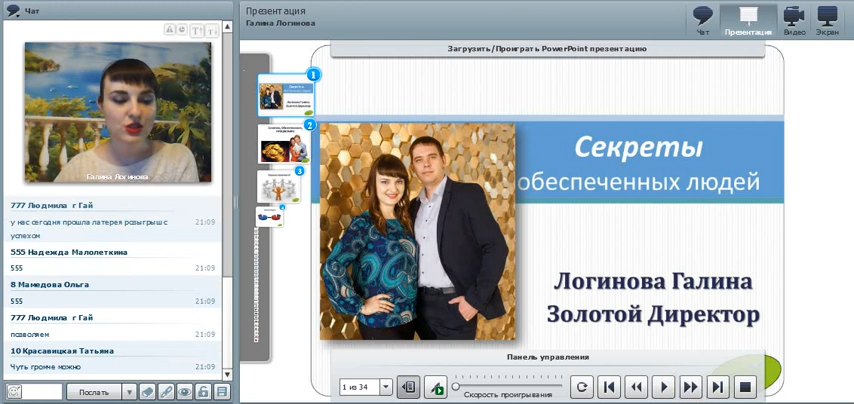 Чат
Галина Логинова
777 Людмила г Гай
у нас сегодня прошла латерея розыгрыш с
успехом
21:09
555 Надежда Малолеткина
555
21:09
8 Мамедова Ольга
555
21:09
777 Людмила г Гай
позволяем
21:09
10 Красавицкая Татьяна
Чуть громче можно
21:09
Послать
Презентация
Галина Логинова
Чат
Презентация
Видео
Экран
Загрузить/Проиграть PowerPoint презентацию
1
2
3
Секреты
обеспеченных людей
Логинова Галина
Золотой Директор
Панель управления
1 из 34
Скорость проигрывания